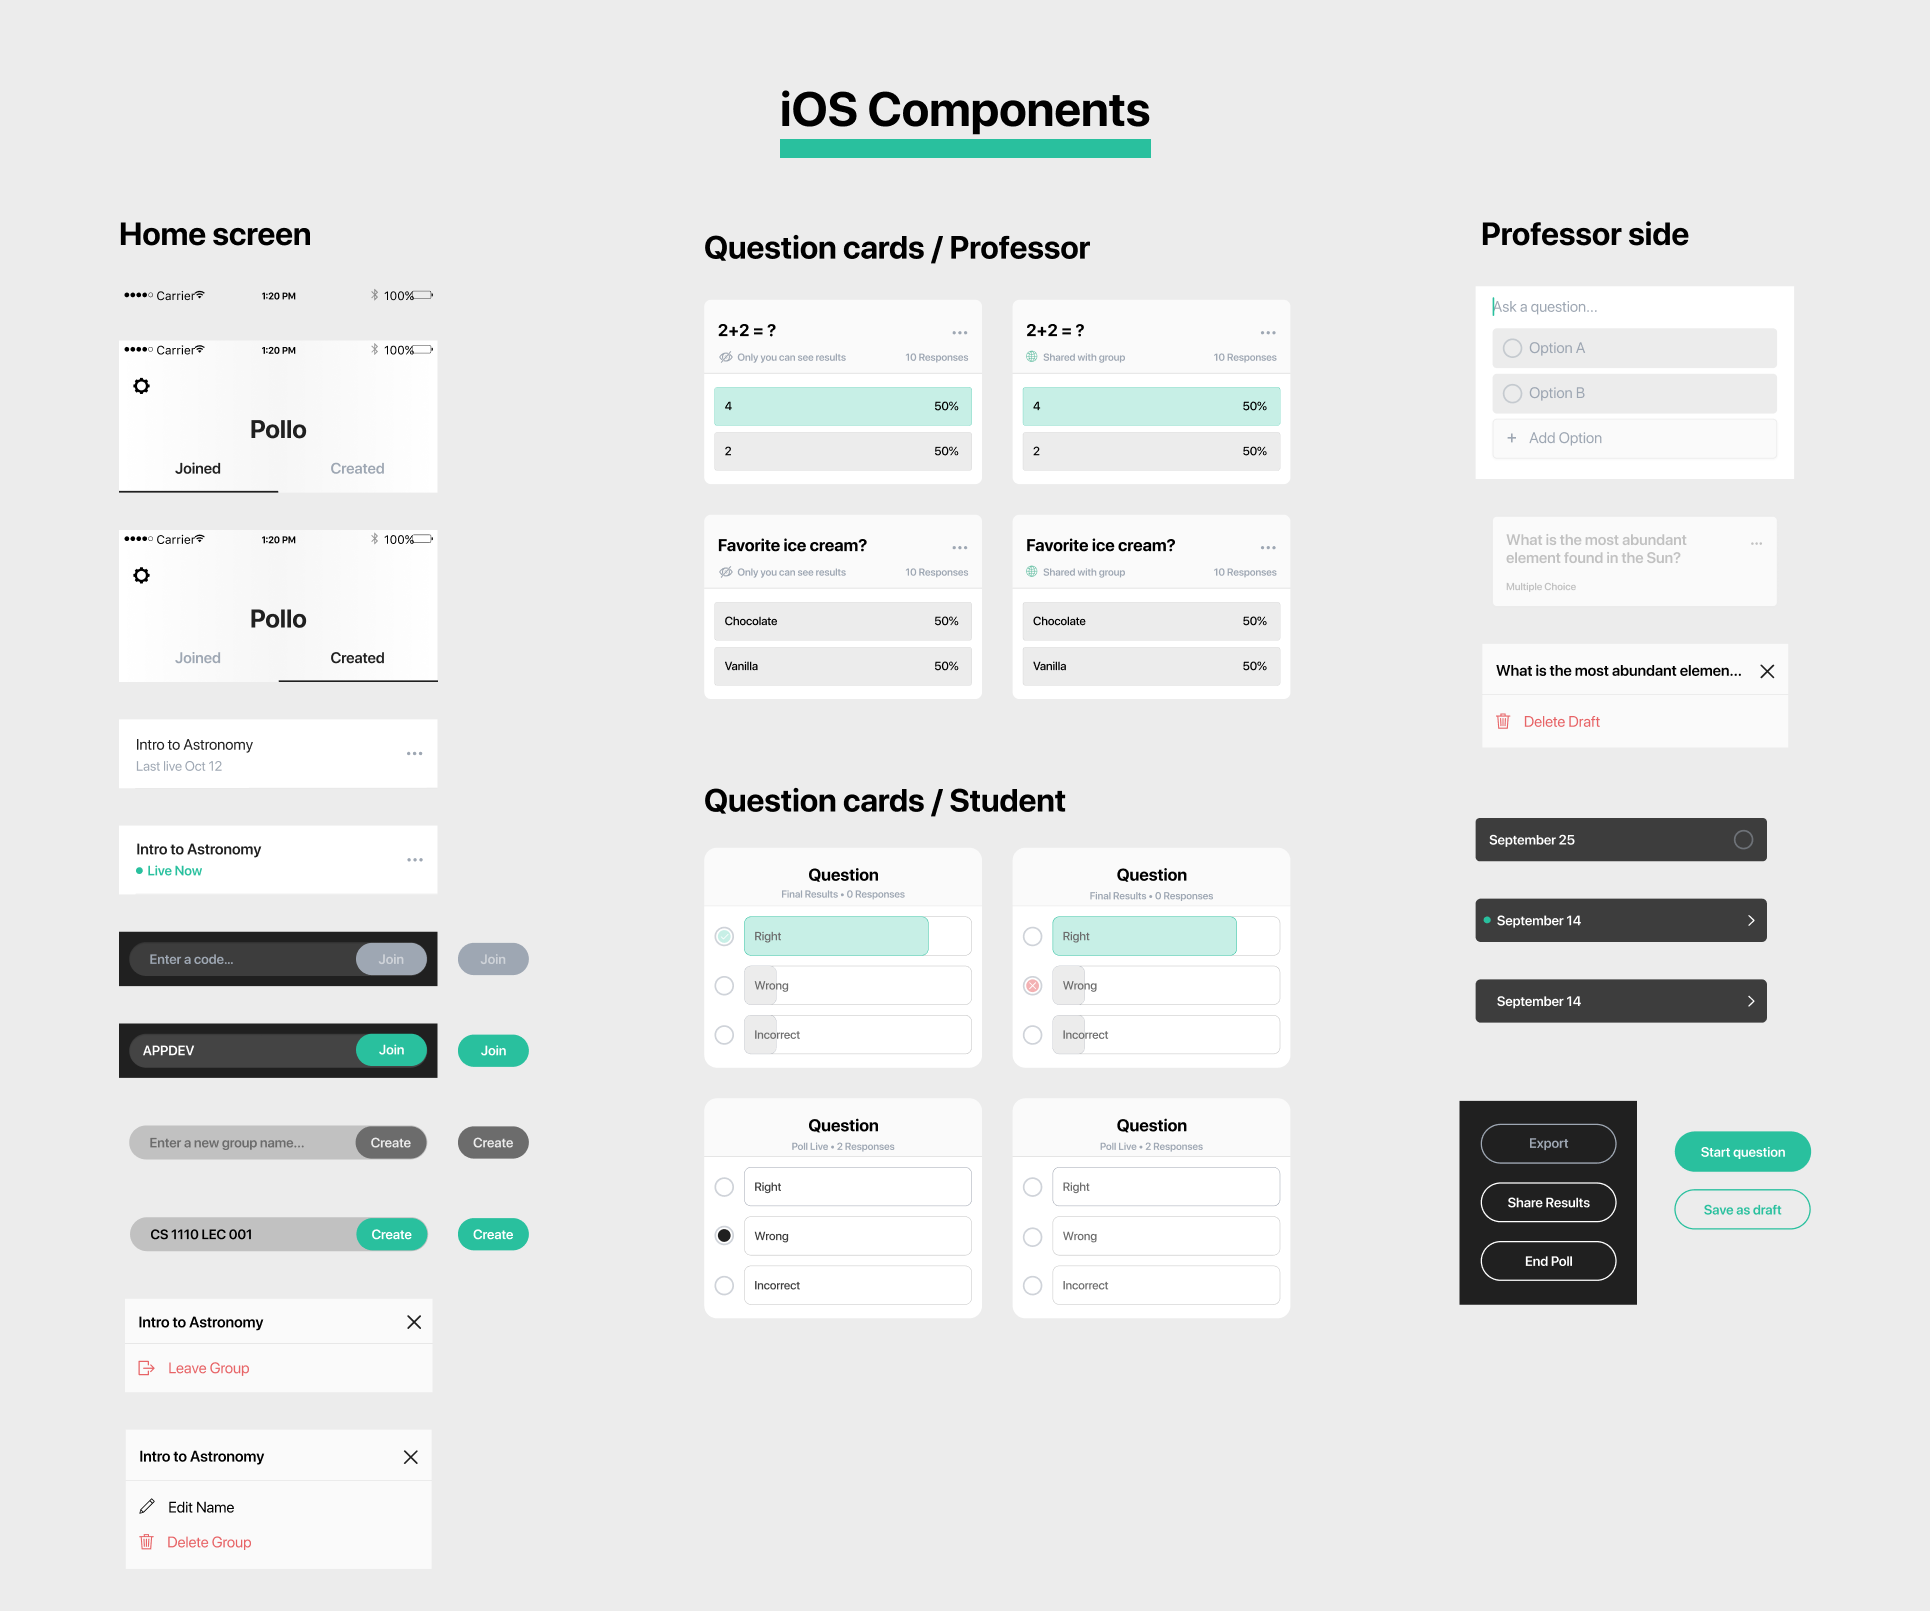 iOS Components
Home screen
Carrier 1:20 PM 100%
Carrier 1:20 PM 100%
Pollo
Joined Created
Carrier 1:20 PM 100%
Pollo
Joined Created
Intro to Astronomy
Last live Oct 12
Intro to Astronomy
Live Now
Enter a code... Join Join
APPDEV Join Join
Enter a new group name... Create Create
CS 1110 LEC 001 Create Create
Intro to Astronomy
Leave Group
Intro to Astronomy
Edit Name
Delete Group
Question cards / Professor
2+2 = ?
Only you can see results 10 Responses
4 50%
2 50%
2+2 = ?
Shared with group 10 Responses
4 50%
2 50%
Favorite ice cream?
Only you can see results 10 Responses
Chocolate 50%
Vanilla 50%
Favorite ice cream?
Shared with group 10 Responses
Chocolate 50%
Vanilla 50%
Question cards / Student
Question
Final Results • 0 Responses
Right
Wrong
Incorrect
Question
Final Results • 0 Responses
Right
Wrong
Incorrect
Question
Poll Live • 2 Responses
Right
Wrong
Incorrect
Question
Poll Live • 2 Responses
Right
Wrong
Incorrect
Professor side
Ask a question...
Option A
Option B
+ Add Option
What is the most abundant
element found in the Sun?
Multiple Choice
What is the most abundant elemen...
Delete Draft
September 25
September 14
September 14
Export
Share Results
End Poll
Start question
Save as draft